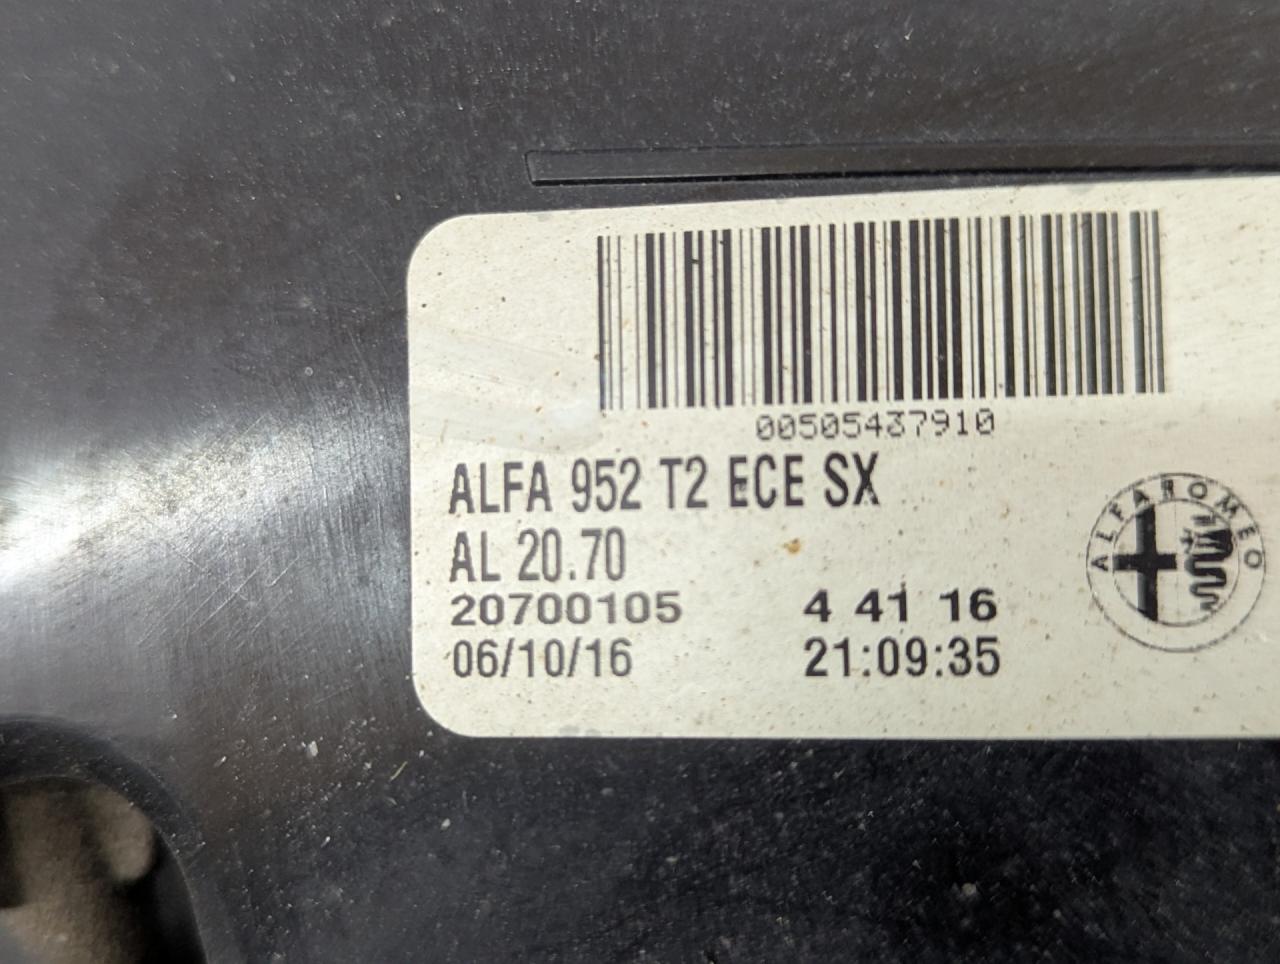 00505437910
ALFA 952 T2 ECE SX
AL 20.70
20700105 4 41 16
06/10/16 21:09:35
ALFA ROMEO